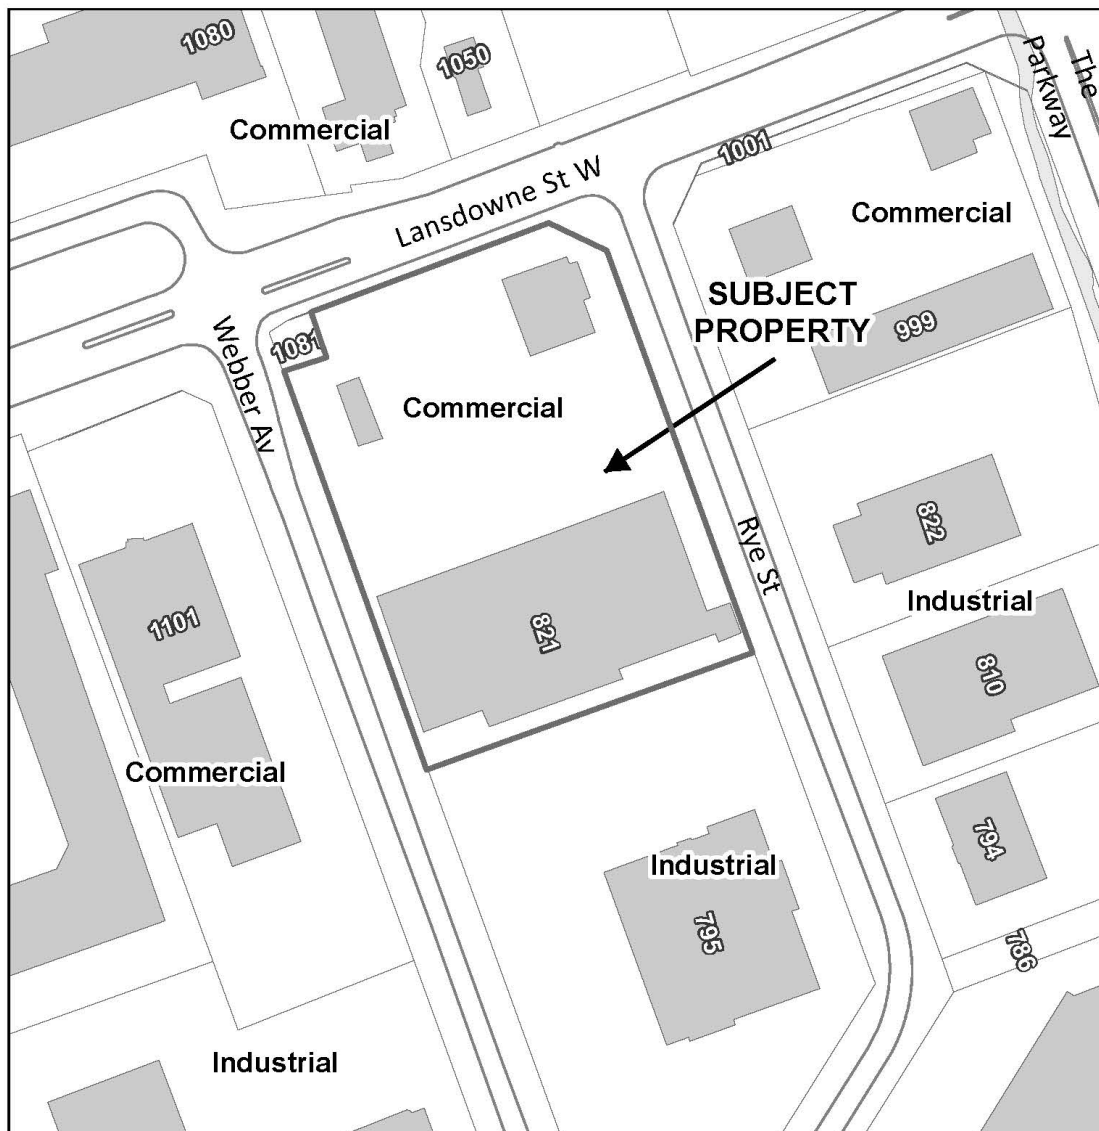 1080
1050
The
Parkway
Commercial
1001
Lansdowne St W
Commercial
SUBJECT
PROPERTY
999
1081
Webber Av
Commercial
822
Rye St
Industrial
1101
821
810
Commercial
794
Industrial
795
786
Industrial